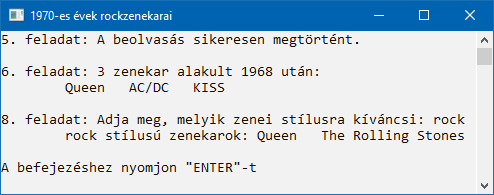 1970-es évek rockzenekarai
5. feladat: A beolvasás sikeresen megtörtént.
6. feladat: 3 zenekar alakult 1968 után:
Queen   AC/DC   KISS
8. feladat: Adja meg, melyik zenei stílusra kíváncsi: rock
rock stílusú zenekarok: Queen   The Rolling Stones
A befejezéshez nyomjon "ENTER"-t